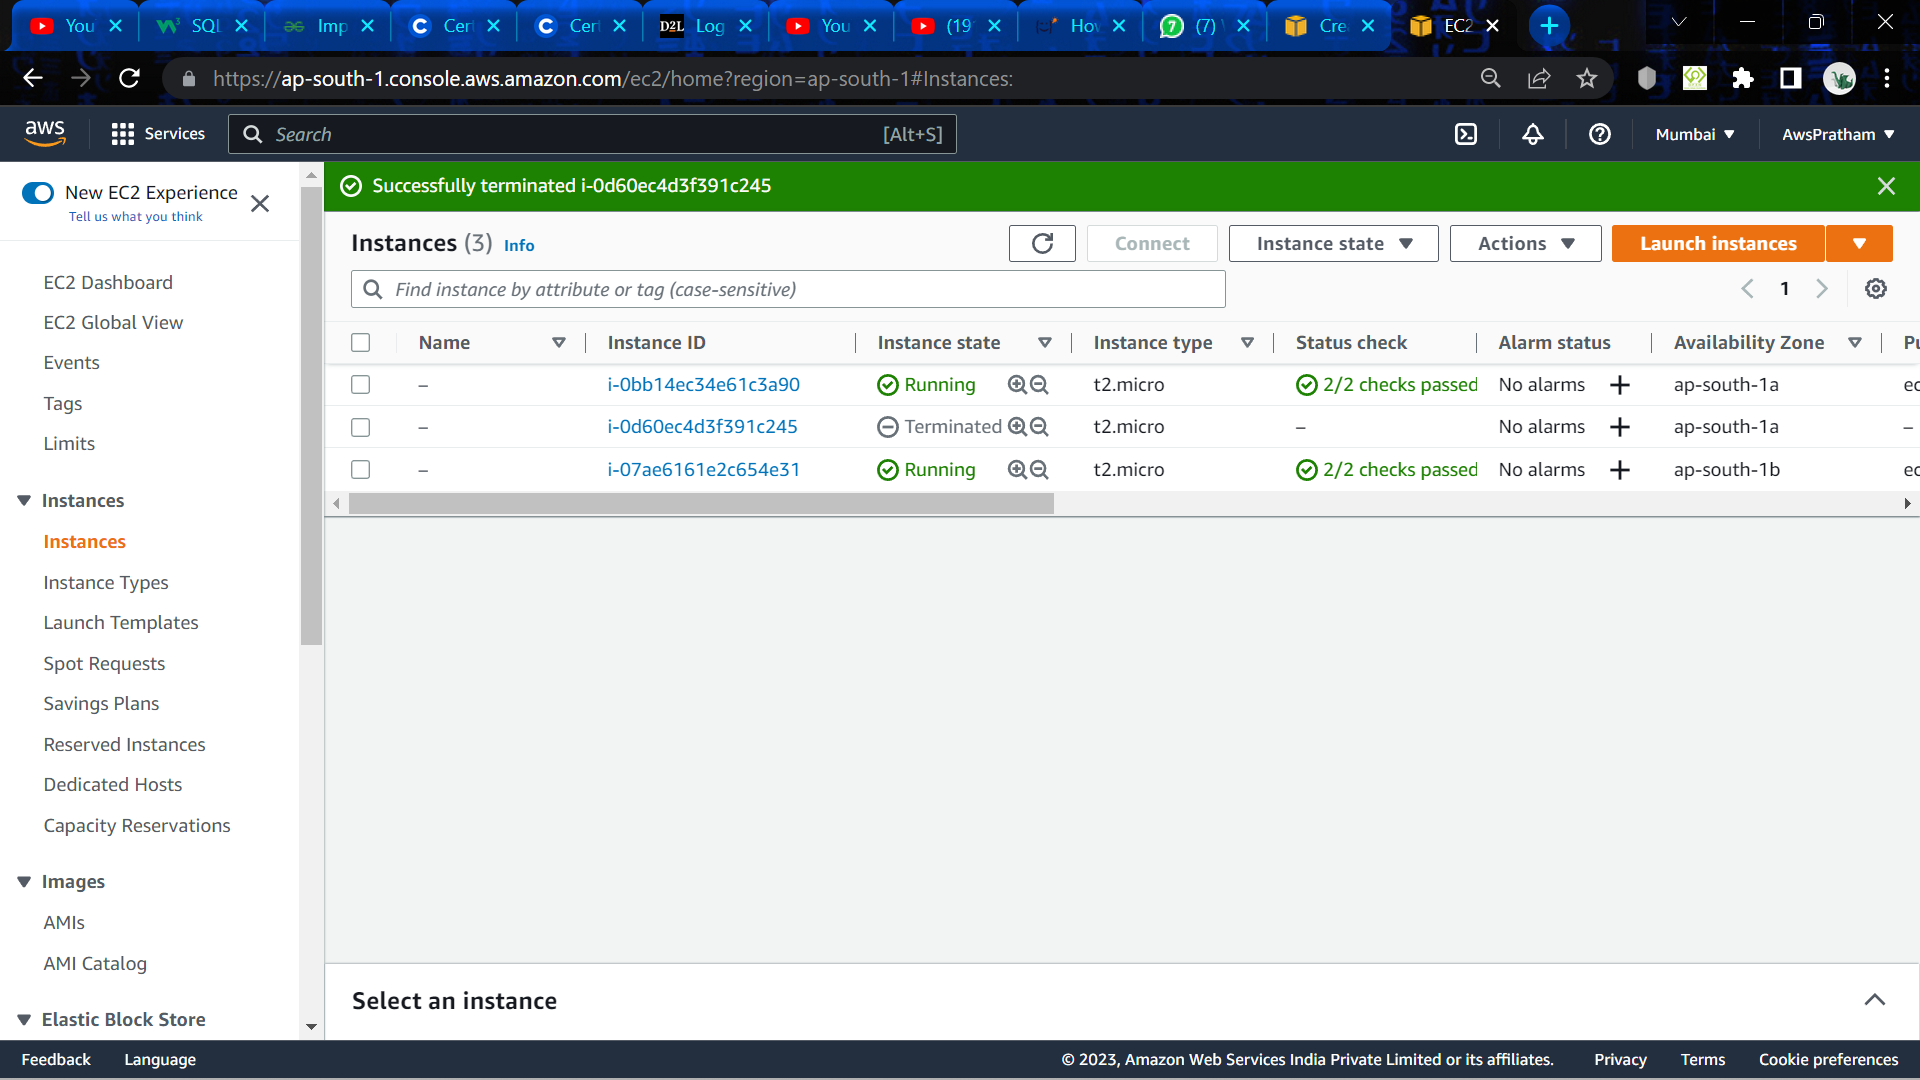 You
SQL
Imp
Cer
Cer
D2L Log
You
(19
How
7 (7)
Cre
EC2
https://ap-south-1.console.aws.amazon.com/ec2/home?region=ap-south-1#Instances:
aws
Services
Search
[Alt+S]
Mumbai
AwsPratham
New EC2 Experience
Tell us what you think
EC2 Dashboard
EC2 Global View
Events
Tags
Limits
Instances
Instances
Instance Types
Launch Templates
Spot Requests
Savings Plans
Reserved Instances
Dedicated Hosts
Capacity Reservations
Images
AMIs
AMI Catalog
Elastic Block Store
Successfully terminated i-0d60ec4d3f391c245
Instances (3) Info
Connect
Instance state
Actions
Launch instances
Find instance by attribute or tag (case-sensitive)
1
Name Instance ID Instance state Instance type Status check Alarm status Availability Zone
– i-0bb14ec34e61c3a90 Running t2.micro 2/2 checks passed No alarms + ap-south-1a ec
– i-0d60ec4d3f391c245 Terminated t2.micro – No alarms + ap-south-1a –
– i-07ae6161e2c654e31 Running t2.micro 2/2 checks passed No alarms + ap-south-1b ec
Select an instance
Feedback
Language
© 2023, Amazon Web Services India Private Limited or its affiliates.
Privacy
Terms
Cookie preferences